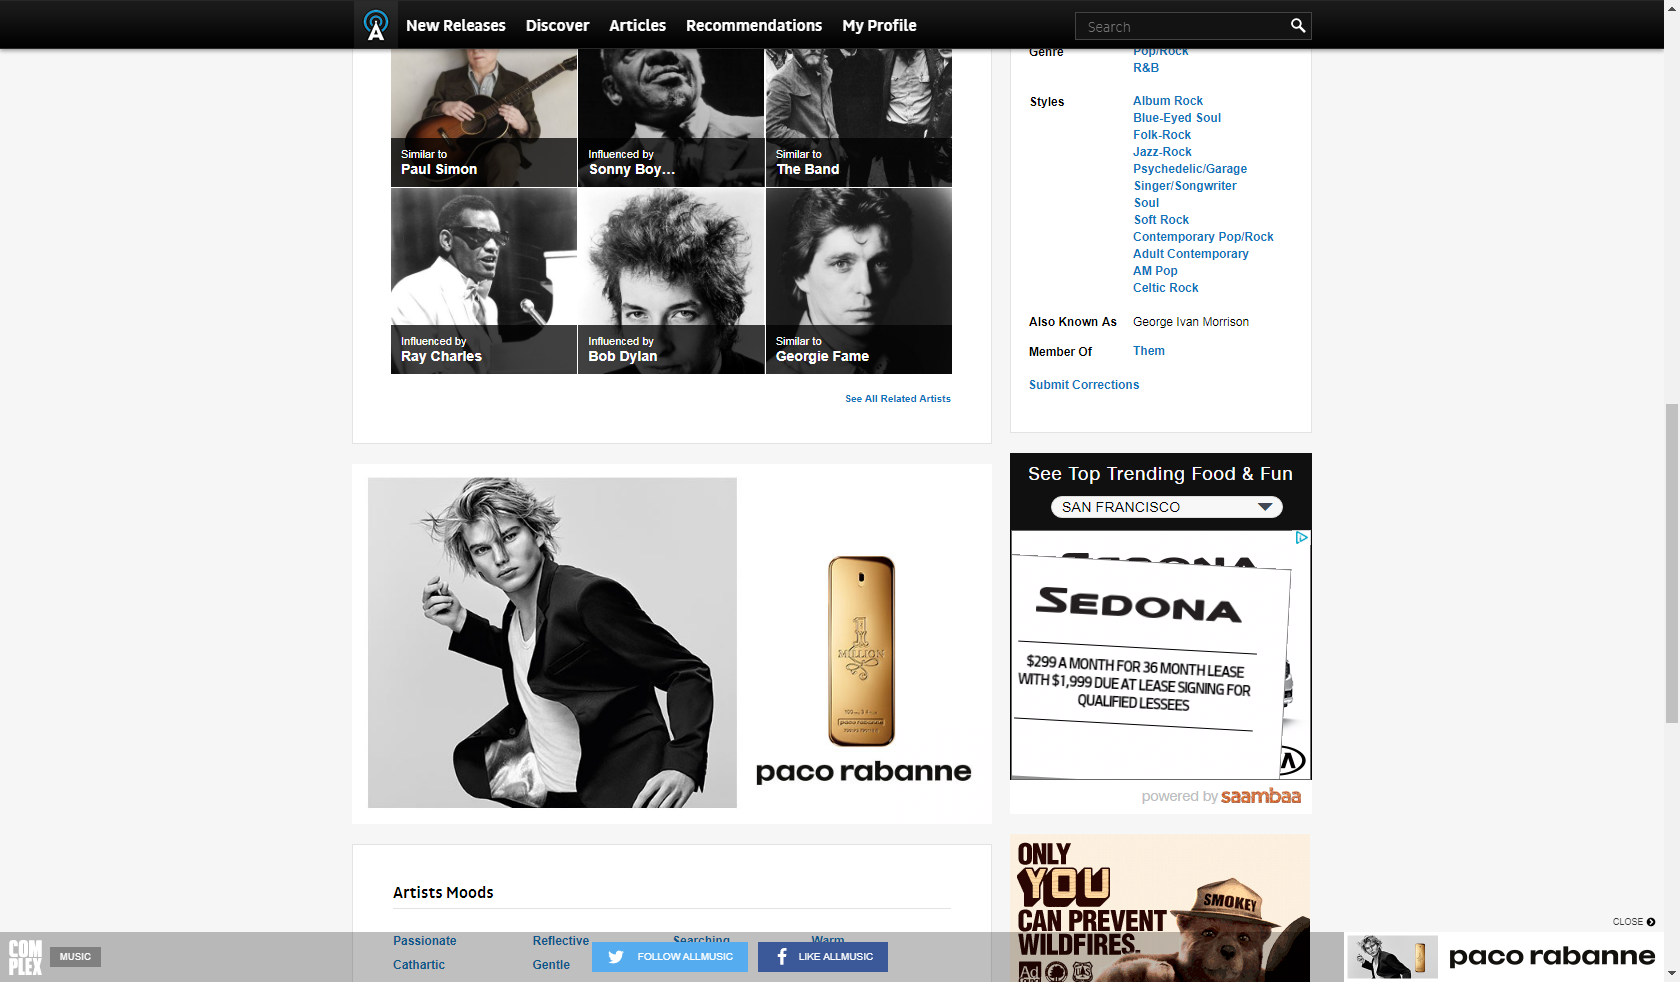 New Releases
Discover
Articles
Recommendations
My Profile
Search
Similar to
Paul Simon
Influenced by
Sonny Boy...
Similar to
The Band
Influenced by
Ray Charles
Influenced by
Bob Dylan
Similar to
Georgie Fame
See All Related Artists
Genre
Pop/Rock
R&B
Styles
Album Rock
Blue-Eyed Soul
Folk-Rock
Jazz-Rock
Psychedelic/Garage
Singer/Songwriter
Soul
Soft Rock
Contemporary Pop/Rock
Adult Contemporary
AM Pop
Celtic Rock
Also Known As
George Ivan Morrison
Member Of
Them
Submit Corrections
1
MILLION
paco rabanne
paco rabanne
See Top Trending Food & Fun
SAN FRANCISCO
SEDONA
SEDONA
$299 A MONTH FOR 36 MONTH LEASE
WITH $1,999 DUE AT LEASE SIGNING FOR
QUALIFIED LESSEES
powered by saambaa
ONLY
YOU
CAN PREVENT
WILDFIRES.
SMOKEY
Ad
Artists Moods
Passionate
Reflective
Searching
Warm
Cathartic
Gentle
COM
PLEX
MUSIC
FOLLOW ALLMUSIC
LIKE ALLMUSIC
CLOSE
paco rabanne